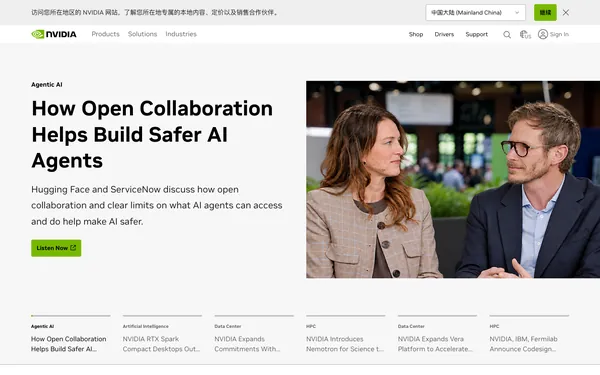 访问您所在地区的 NVIDIA 网站，了解您所在地专属的本地内容、定价以及销售合作伙伴。
中国大陆 (Mainland China)
继续
NVIDIA
Products Solutions Industries
Shop Drivers Support
US
Sign In
Agentic AI
How Open Collaboration
Helps Build Safer AI
Agents
Hugging Face and ServiceNow discuss how open
collaboration and clear limits on what AI agents can access
and do help make AI safer.
Listen Now
Agentic AI
How Open Collaboration
Helps Build Safer AI...
Artificial Intelligence
NVIDIA RTX Spark
Compact Desktops Out...
Data Center
NVIDIA Expands
Commitments With...
HPC
NVIDIA Introduces
Nemotron for Science t...
Data Center
NVIDIA Expands Vera
Platform to Accelerate...
HPC
NVIDIA, IBM, Fermilab
Announce Codesign...